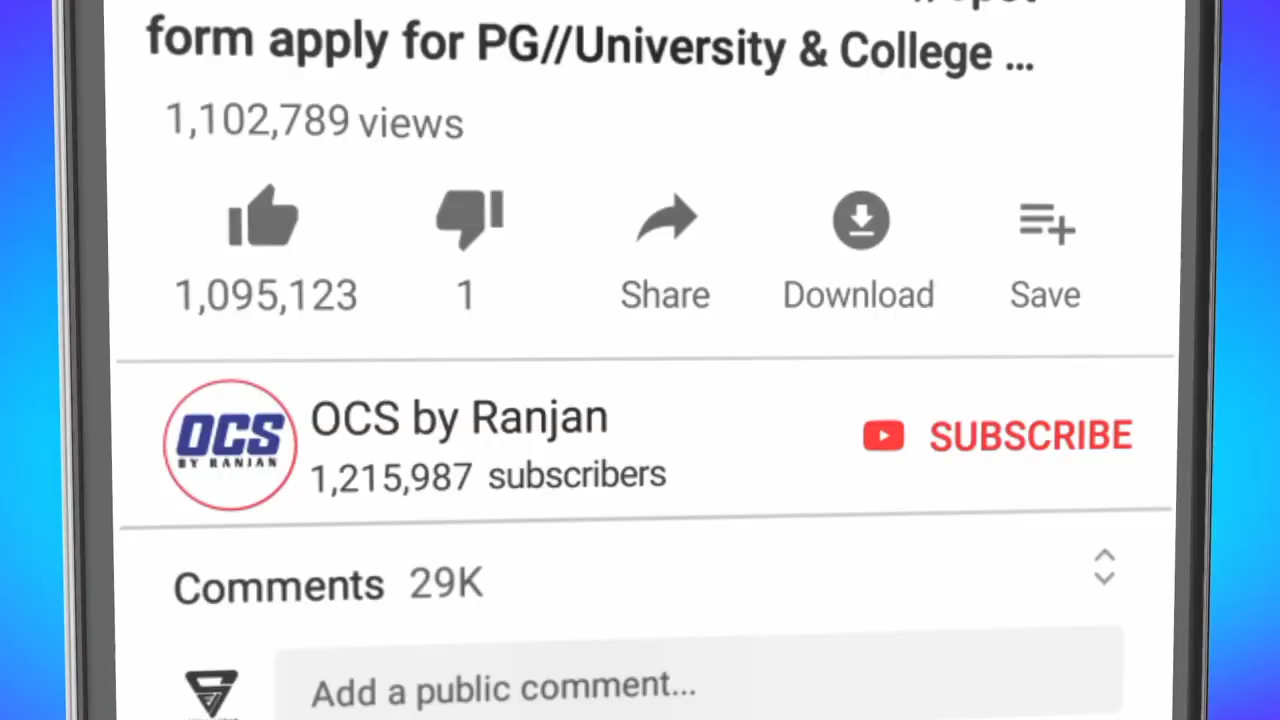 form apply for PG//University & College ...
1,102,789 views
1,095,123
1
Share
Download
Save
OCS
BY RANJAN
OCS by Ranjan
1,215,987 subscribers
SUBSCRIBE
Comments 29K
Add a public comment...